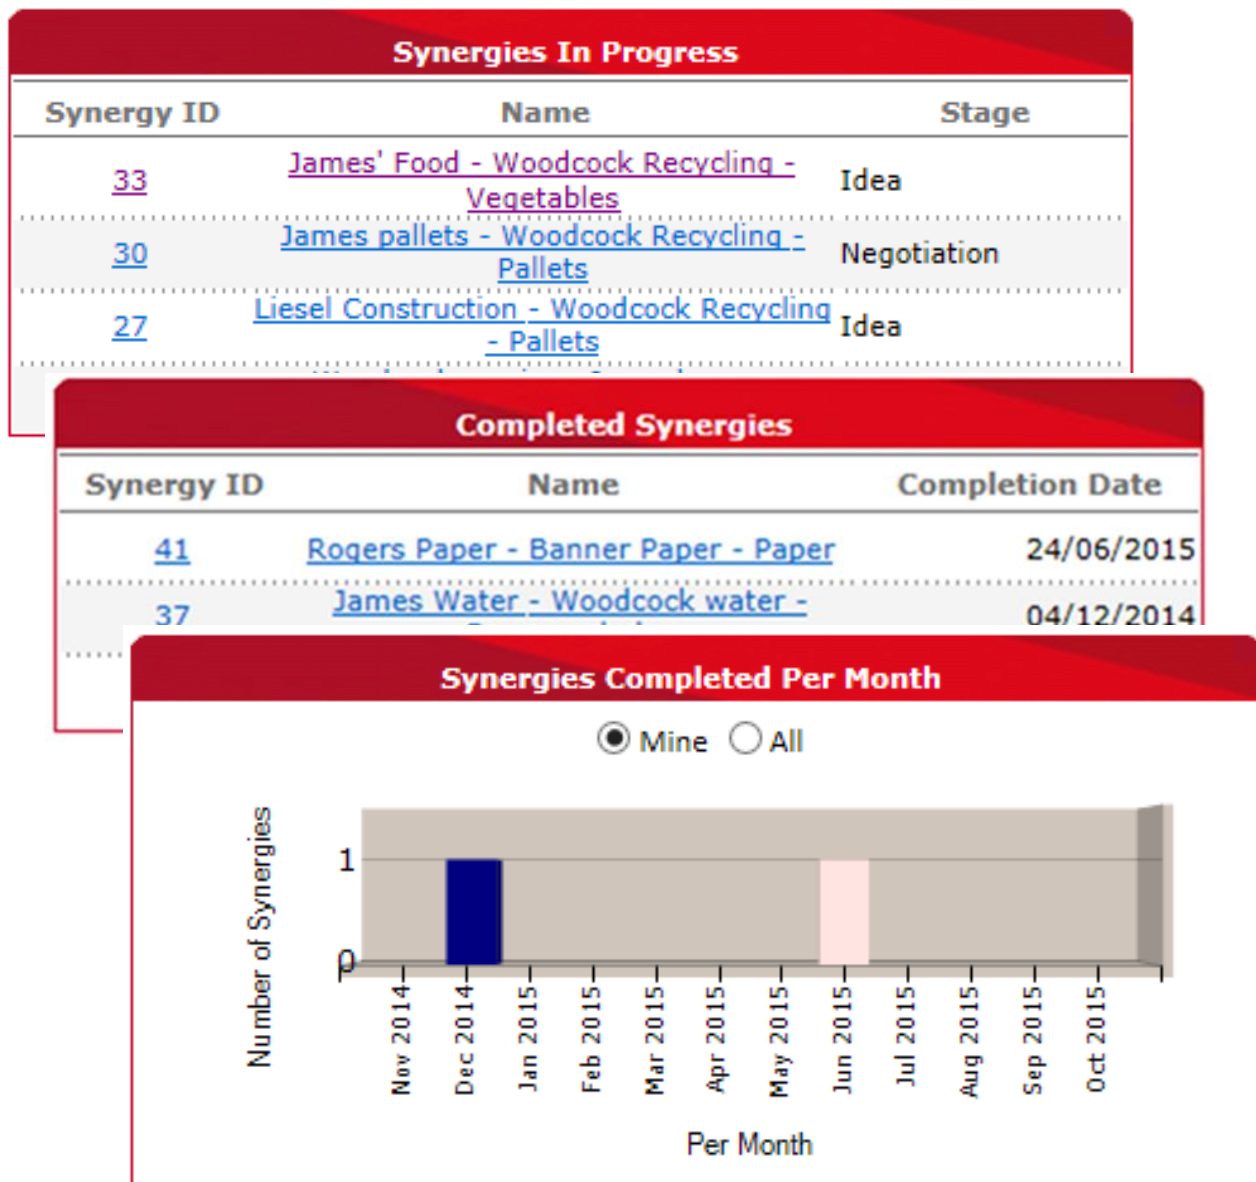 Synergies In Progress
Synergy ID Name Stage
33 James' Food - Woodcock Recycling - Idea
Vegetables
30 James pallets - Woodcock Recycling - Negotiation
Pallets
27 Liesel Construction - Woodcock Recycling Idea
- Pallets
Completed Synergies
Synergy ID Name Completion Date
41 Rogers Paper - Banner Paper - Paper 24/06/2015
37 James Water - Woodcock water - 04/12/2014
Synergies Completed Per Month
Mine All
Number of Synergies
1
0
Nov 2014
Dec 2014
Jan 2015
Feb 2015
Mar 2015
Apr 2015
May 2015
Jun 2015
Jul 2015
Aug 2015
Sep 2015
Oct 2015
Per Month